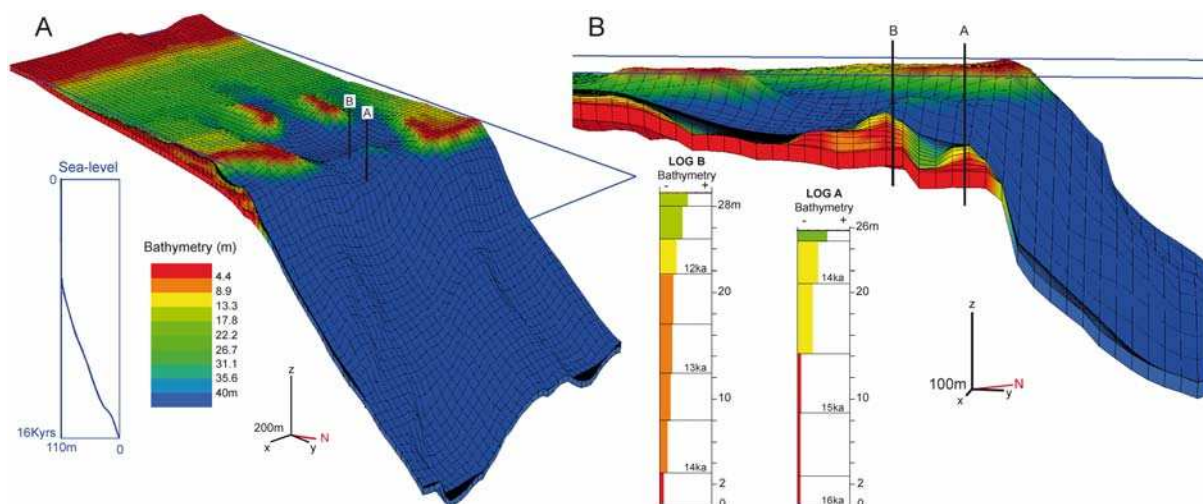 A
B
A
Sea-level
0
Bathymetry (m)
4.4
8.9
13.3
17.8
22.2
26.7
31.1
35.6
40m
16Kyrs
110m 0
200m
z
x
y
N
B
B
A
LOG B
Bathymetry
- +
28m
12ka
20
13ka
10
14ka
2
0
LOG A
Bathymetry
- +
26m
14ka
20
10
15ka
2
16ka
0
z
100m
x
y
N